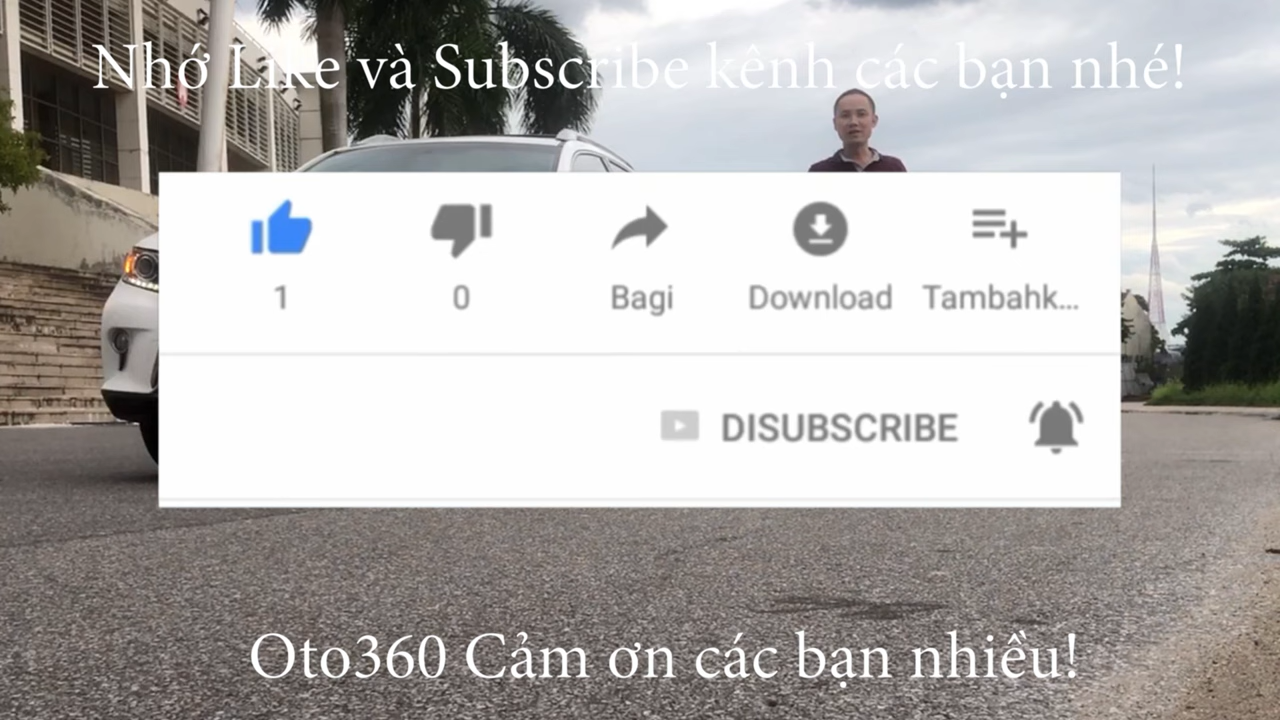 Nhớ Like và Subscribe kênh các bạn nhé!
1 0 Bagi Download Tambahk...
DISUBSCRIBE
Oto360 Cảm ơn các bạn nhiều!